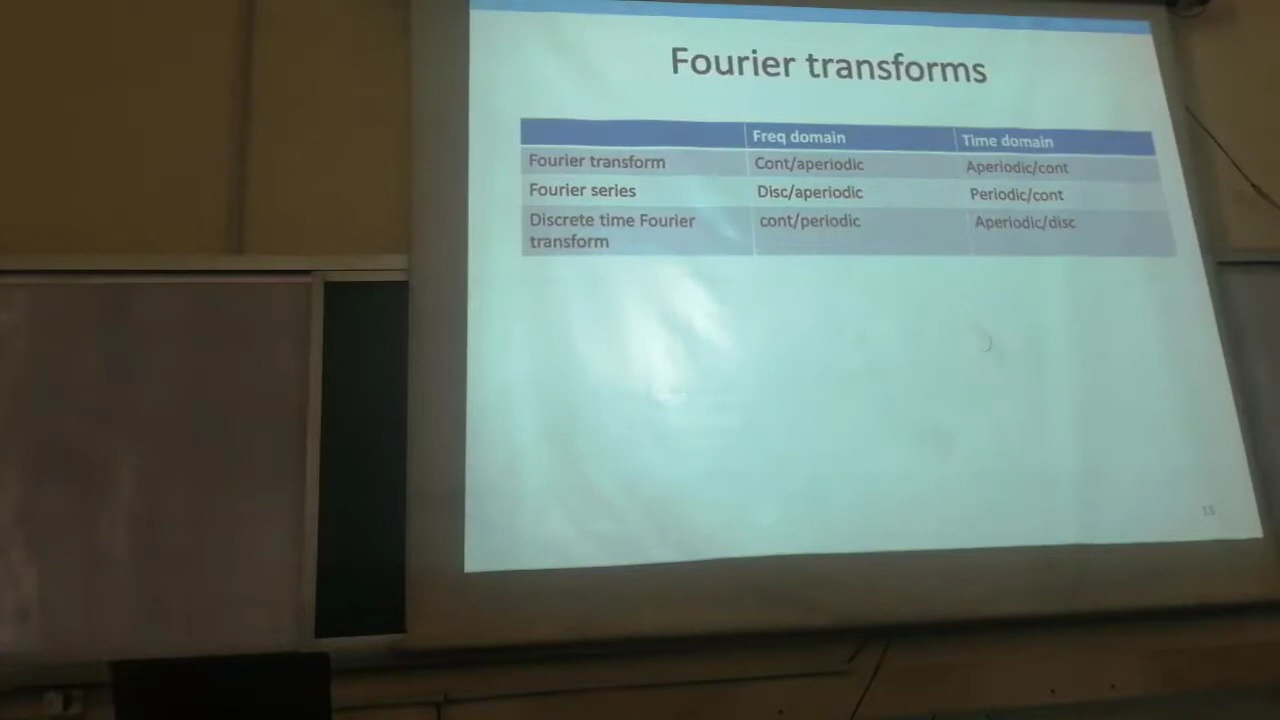 Fourier transforms
Freq domain Time domain
Fourier transform Cont/aperiodic Aperiodic/cont
Fourier series Disc/aperiodic Periodic/cont
Discrete time Fourier cont/periodic Aperiodic/disc
transform